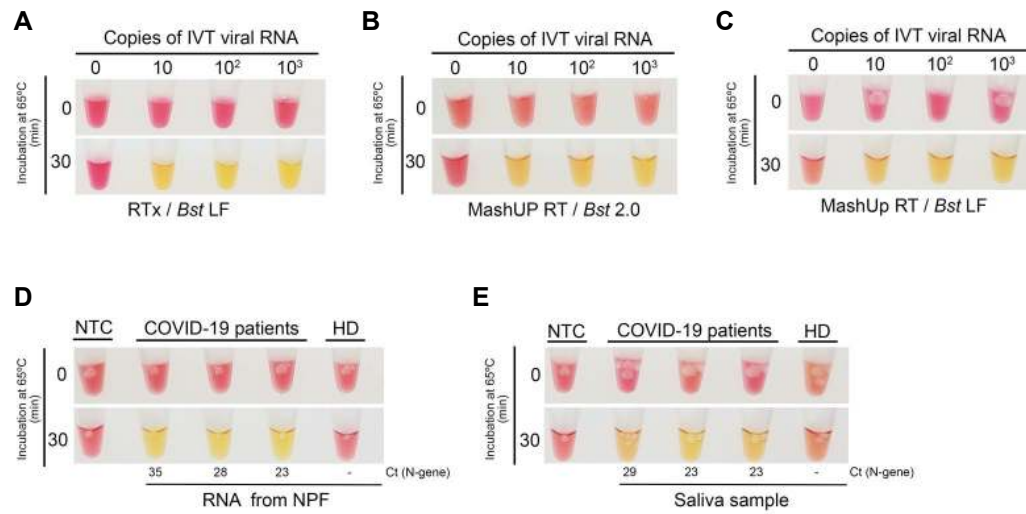 A
Copies of IVT viral RNA
0 10 10² 10³
Incubation at 65ºC
(min)
0
30
RTx / Bst LF
B
Copies of IVT viral RNA
0 10 10² 10³
Incubation at 65ºC
(min)
0
30
MashUP RT / Bst 2.0
C
Copies of IVT viral RNA
0 10 10² 10³
Incubation at 65ºC
(min)
0
30
MashUp RT / Bst LF
D
NTC COVID-19 patients HD
Incubation at 65ºC
(min)
0
30
35 28 23 - Ct (N-gene)
RNA from NPF
E
NTC COVID-19 patients HD
Incubation at 65ºC
(min)
0
30
29 23 23 - Ct (N-gene)
Saliva sample